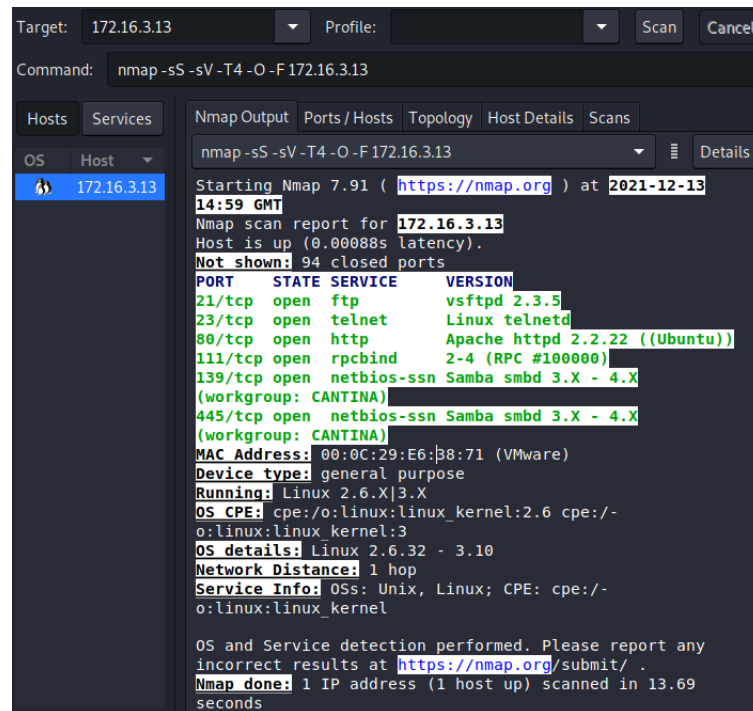 Target: 172.16.3.13 Profile: Scan Cancel
Command: nmap -sS -sV -T4 -O -F 172.16.3.13
Hosts Services Nmap Output Ports / Hosts Topology Host Details Scans
OS Host nmap -sS -sV -T4 -O -F 172.16.3.13 Details
172.16.3.13
Starting Nmap 7.91 ( https://nmap.org ) at 2021-12-13
14:59 GMT
Nmap scan report for 172.16.3.13
Host is up (0.00088s latency).
Not shown: 94 closed ports
PORT STATE SERVICE VERSION
21/tcp open ftp vsftpd 2.3.5
23/tcp open telnet Linux telnetd
80/tcp open http Apache httpd 2.2.22 ((Ubuntu))
111/tcp open rpcbind 2-4 (RPC #100000)
139/tcp open netbios-ssn Samba smbd 3.X - 4.X
(workgroup: CANTINA)
445/tcp open netbios-ssn Samba smbd 3.X - 4.X
(workgroup: CANTINA)
MAC Address: 00:0C:29:E6:38:71 (VMware)
Device type: general purpose
Running: Linux 2.6.X|3.X
OS CPE: cpe:/o:linux:linux_kernel:2.6 cpe:/-
o:linux:linux_kernel:3
OS details: Linux 2.6.32 - 3.10
Network Distance: 1 hop
Service Info: OSs: Unix, Linux; CPE: cpe:/-
o:linux:linux_kernel
OS and Service detection performed. Please report any
incorrect results at https://nmap.org/submit/ .
Nmap done: 1 IP address (1 host up) scanned in 13.69
seconds